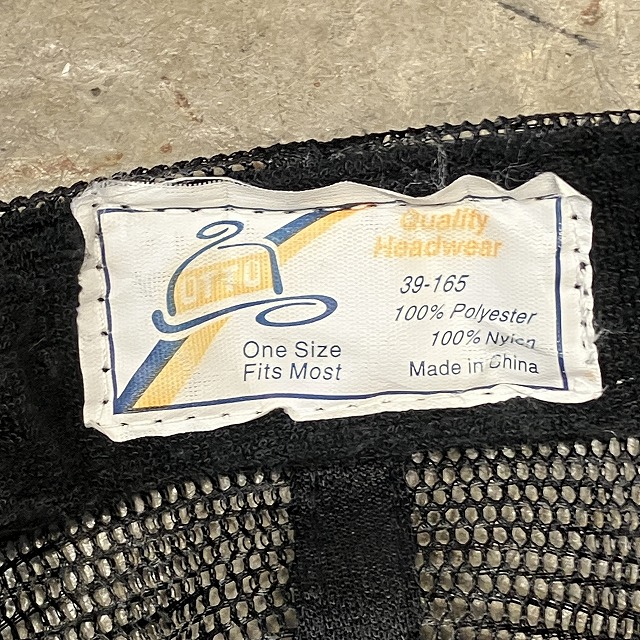 OTTO
Quality
Headwear
39-165
100% Polyester
100% Nylon
Made in China
One Size
Fits Most